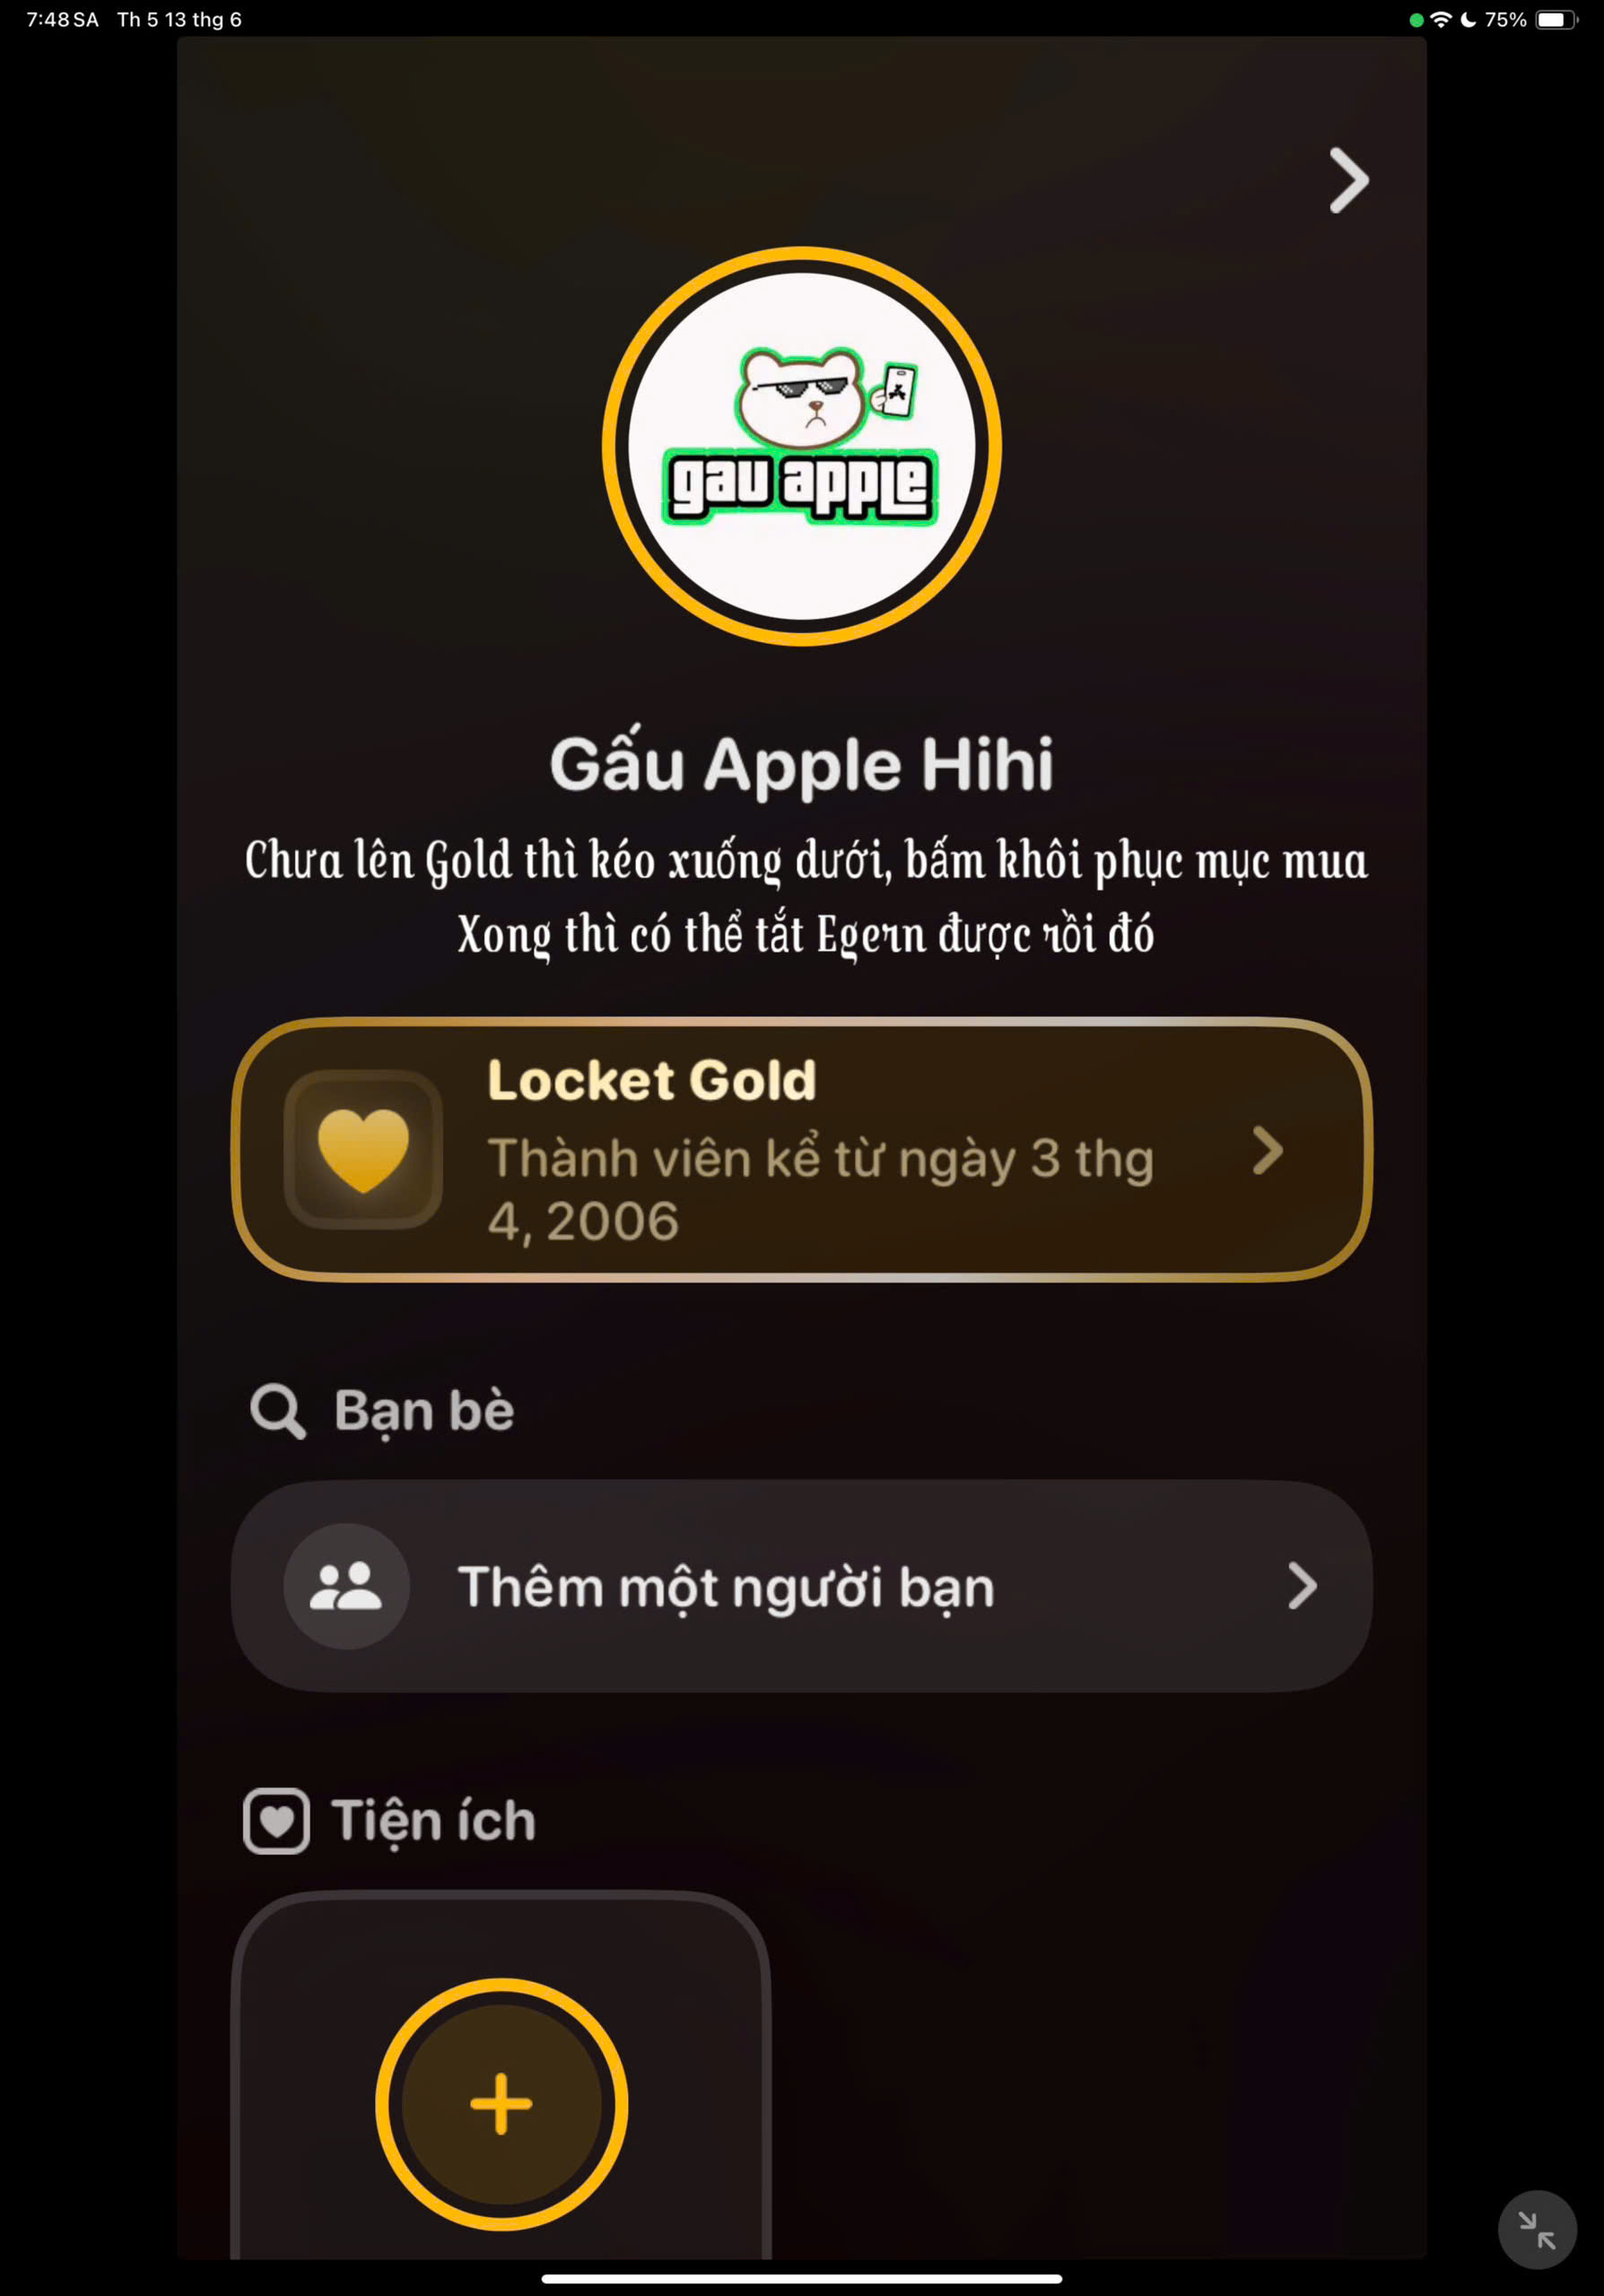 7:48 SA Th 5 13 thg 6
75%
gau apple
Gấu Apple Hihi
Chưa lên Gold thì kéo xuống dưới, bấm khôi phục mục mua
Xong thì có thể tắt Egern được rồi đó
Locket Gold
Thành viên kể từ ngày 3 thg
4, 2006
Bạn bè
Thêm một người bạn
Tiện ích